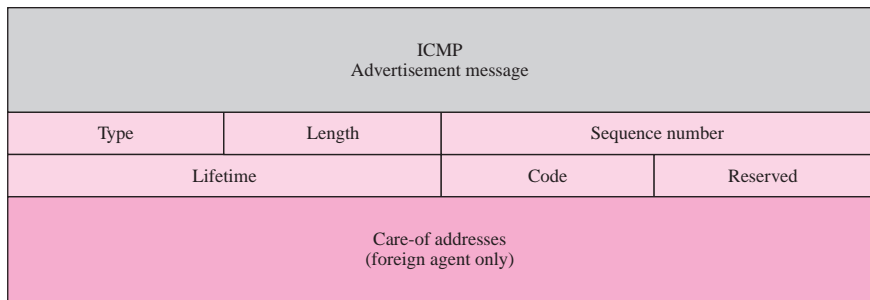 ICMP
Advertisement message
Type Length Sequence number
Lifetime Code Reserved
Care-of addresses
(foreign agent only)